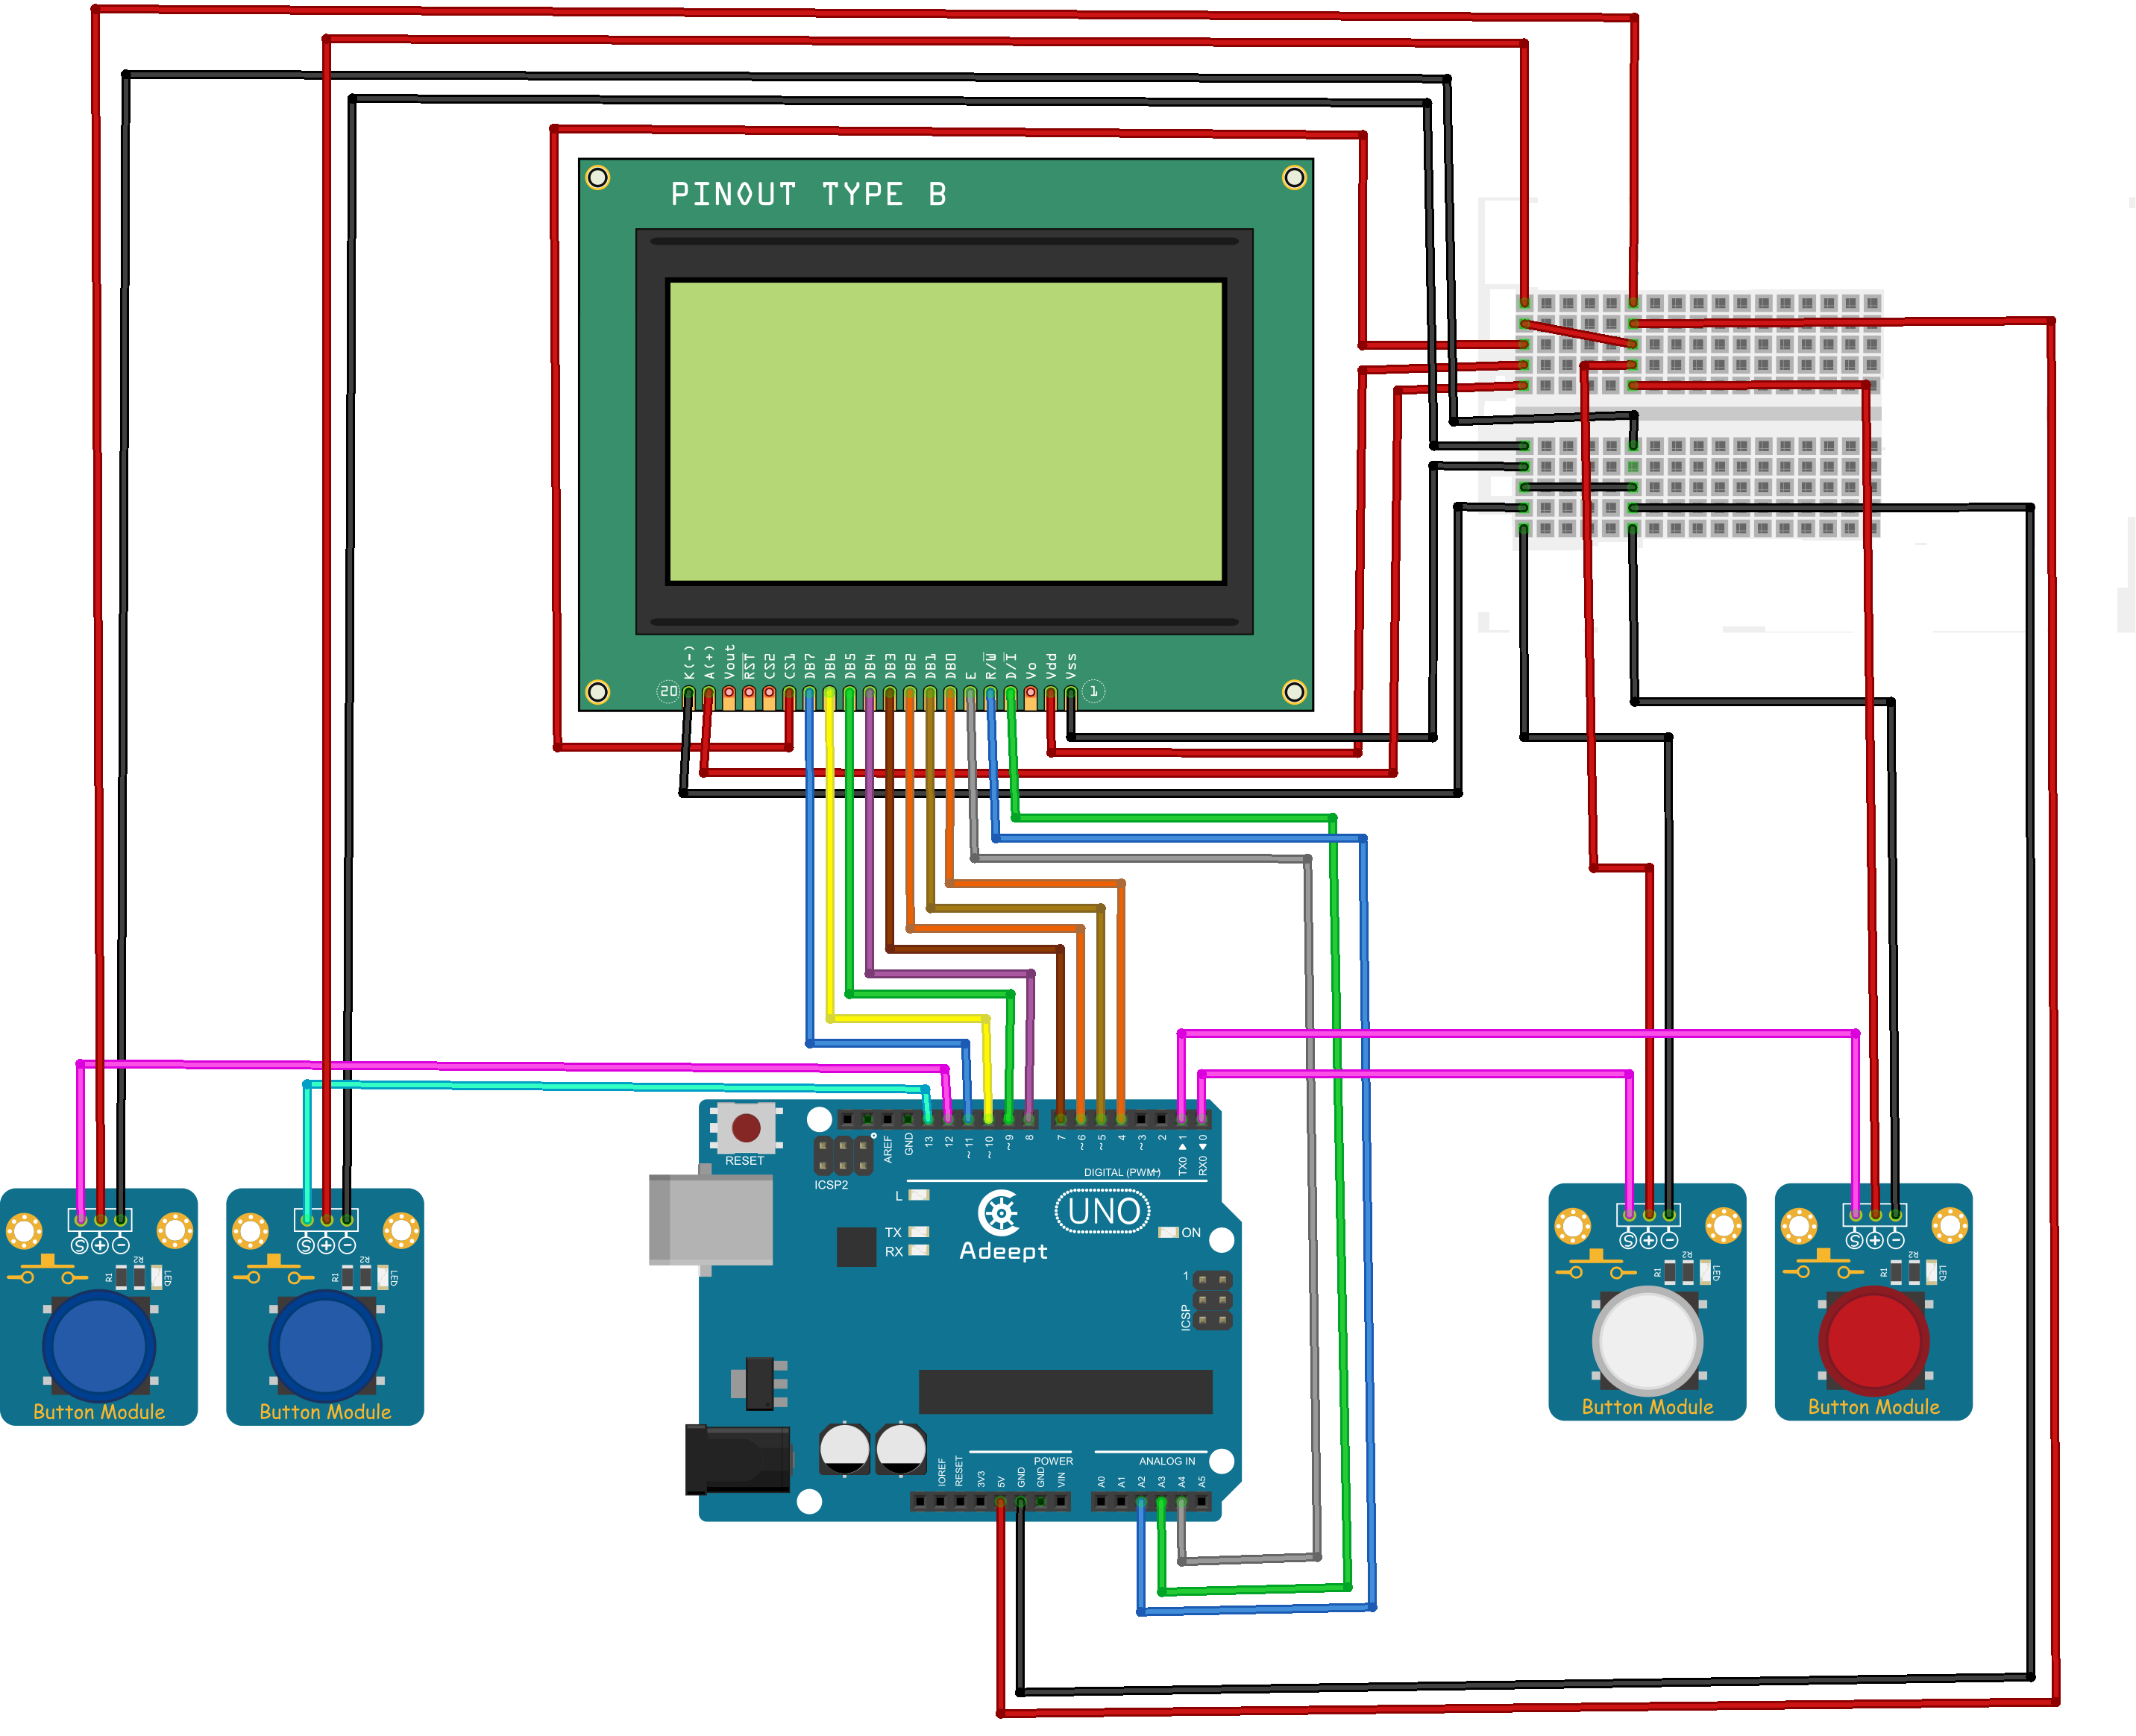 PINOUT TYPE B
20 K(-) A(+) Vout RST CS2 CS1 DB7 DB6 DB5 DB4 DB3 DB2 DB1 DB0 E R/W D/I Vo Vdd Vss 1
RESET
ICSP2
AREF GND 13 12 ~11 ~10 ~9 8 7 ~6 ~5 4 ~3 2 TX0 1 RX0 0
DIGITAL (PWM~)
L
TX
RX
Adeept
UNO
ON
1
ICSP
POWER
ANALOG IN
IOREF RESET 3V3 5V GND GND VIN A0 A1 A2 A3 A4 A5
S + -
R1 R2 LED
Button Module
S + -
R1 R2 LED
Button Module
S + -
R1 R2 LED
Button Module
S + -
R1 R2 LED
Button Module